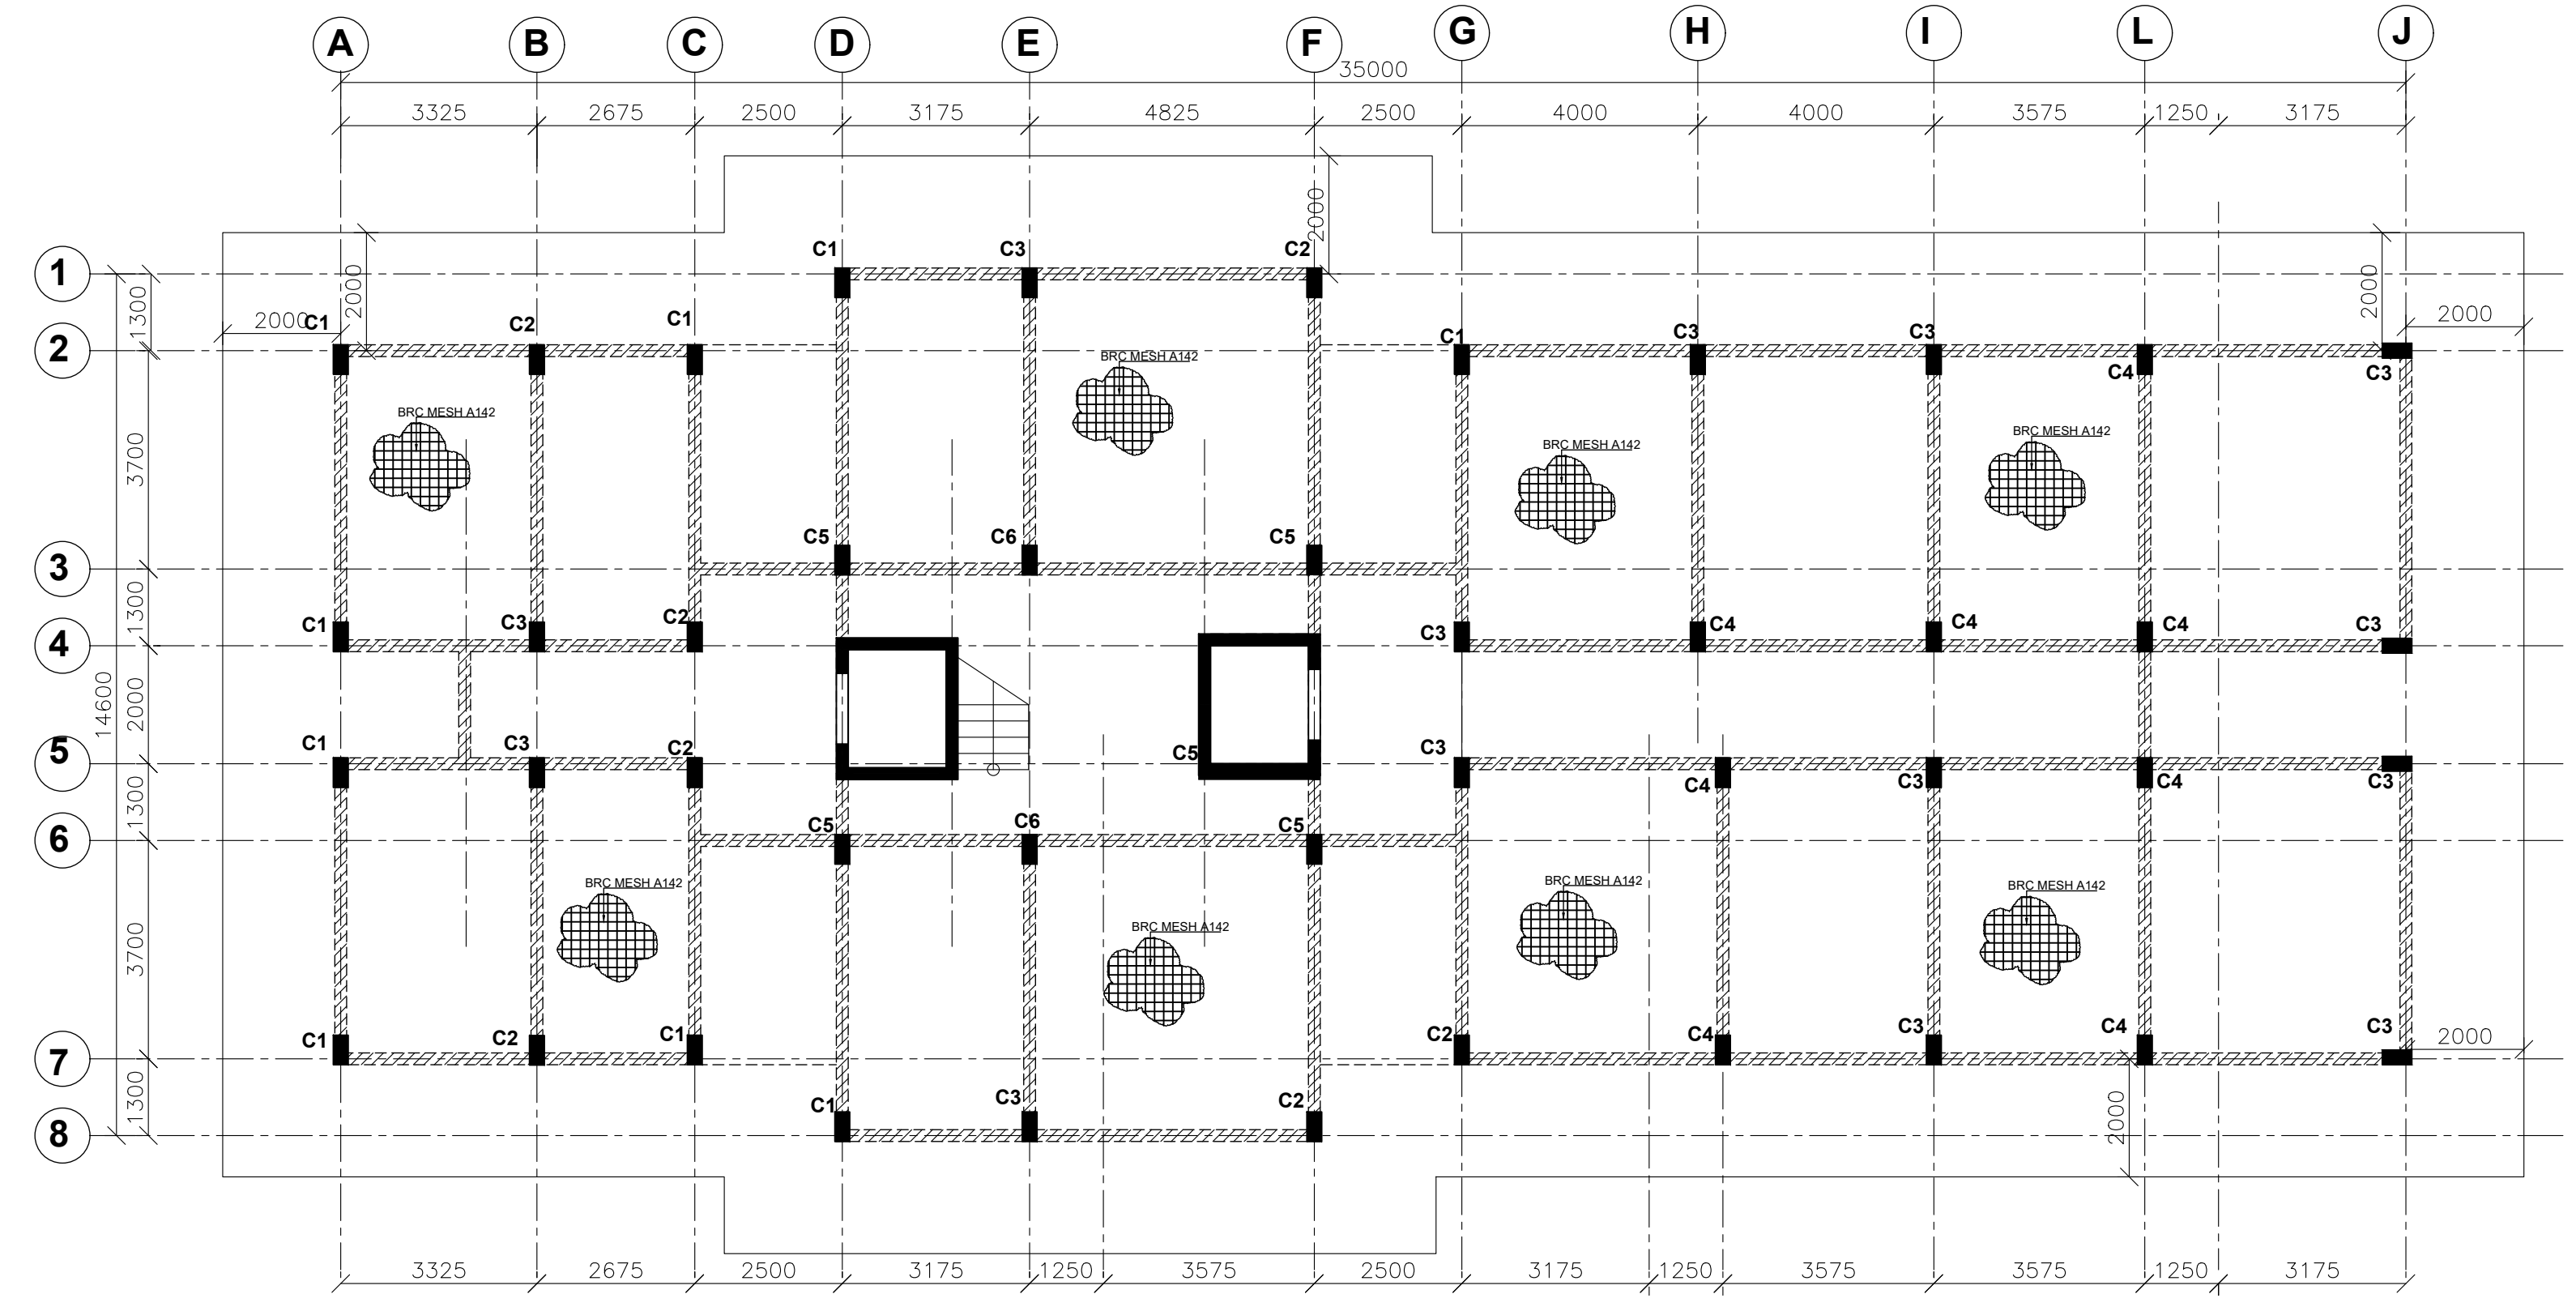 A B C D E F G H I L J
35000
3325 2675 2500 3175 4825 2500 4000 4000 3575 1250 3175
2000
1 C1 C3 C2
1300 2000 2000
2000 C1 C2 C1 C1 C3 C3 2000
2 C4 C3
BRC MESH A142
BRC MESH A142
BRC MESH A142
BRC MESH A142
3700
C5 C6 C5
3
1300 C1 C3 C2 C3 C4 C4 C4 C3
4
14600 2000
C1 C3 C2 C5 C3
5 C4 C3 C4 C3
1300 C5 C6 C5
6
BRC MESH A142
BRC MESH A142
BRC MESH A142
BRC MESH A142
3700
C1 C2 C1 C2 C4 C3 C4 C3
2000
7
1300 C1 C3 C2 2000
8
3325 2675 2500 3175 1250 3575 2500 3175 1250 3575 3575 1250 3175